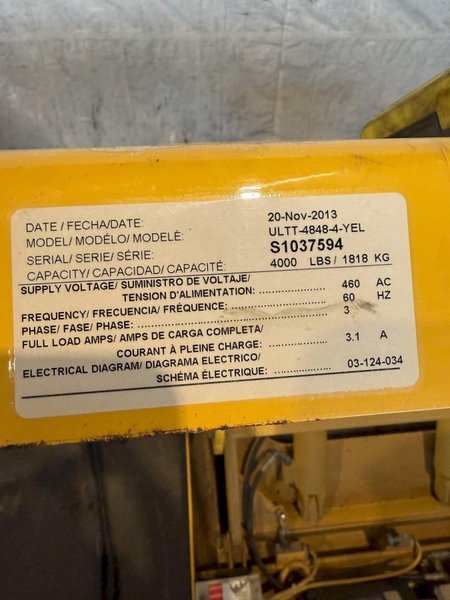 DATE / FECHA/DATE: 20-Nov-2013
MODEL/ MODÉLO/ MODELÈ: ULTT-4848-4-YEL
SERIAL/ SERIE/ SÉRIE: S1037594
CAPACITY/ CAPACIDAD/ CAPACITÉ: 4000 LBS / 1818 KG
SUPPLY VOLTAGE/ SUMINISTRO DE VOLTAJE/
TENSION D'ALIMENTATION: 460 AC
FREQUENCY/ FRECUENCIA/ FRÉQUENCE: 60 HZ
PHASE/ FASE/ PHASE: 3
FULL LOAD AMPS/ AMPS DE CARGA COMPLETA/
COURANT À PLEINE CHARGE: 3.1 A
ELECTRICAL DIAGRAM/ DIAGRAMA ELECTRICO/
SCHÉMA ÉLECTRIQUE: 03-124-034